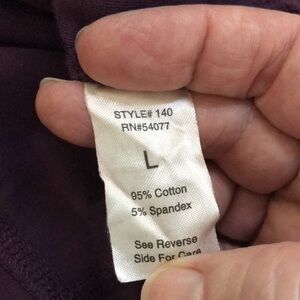 STYLE# 140
RN#54077
L
95% Cotton
5% Spandex
See Reverse
Side For Care